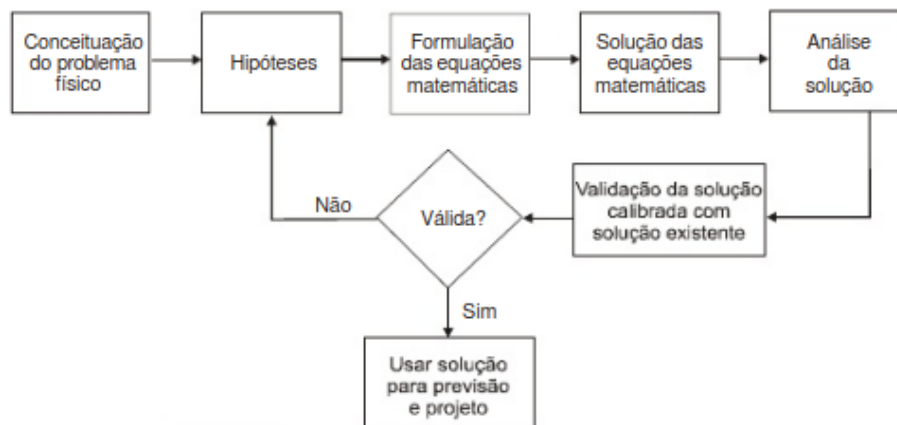 Conceituação
do problema
físico
Hipóteses
Formulação
das equações
matemáticas
Solução das
equações
matemáticas
Análise
da
solução
Validação da solução
calibrada com
solução existente
Válida?
Não
Sim
Usar solução
para previsão
e projeto